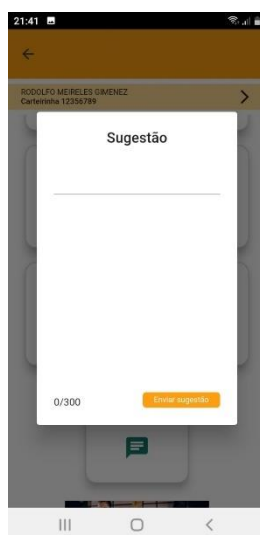 21:41
RODOLFO MEIRELES GIMENEZ
Carteirinha 12356789
Sugestão
0/300
Enviar sugestão